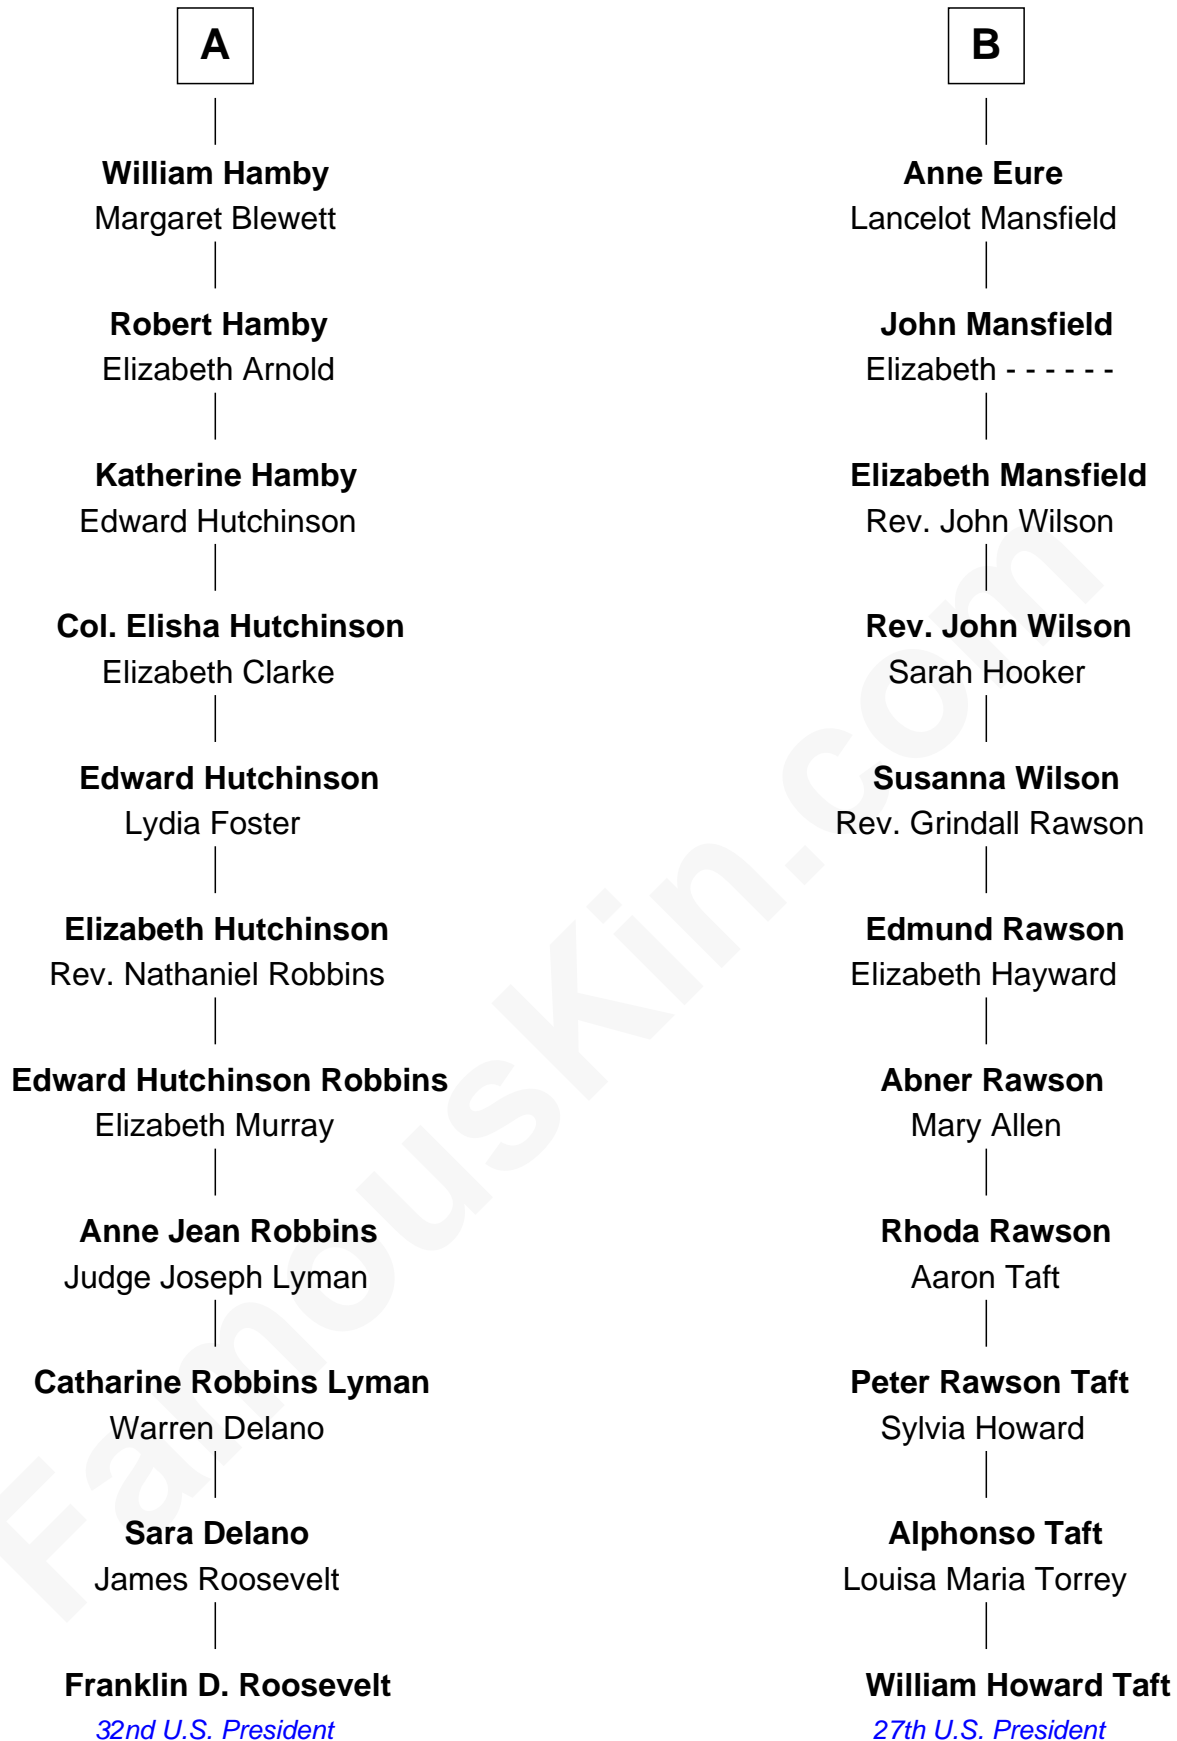 A
William Hamby
Margaret Blewett
Robert Hamby
Elizabeth Arnold
Katherine Hamby
Edward Hutchinson
Col. Elisha Hutchinson
Elizabeth Clarke
Edward Hutchinson
Lydia Foster
Elizabeth Hutchinson
Rev. Nathaniel Robbins
Edward Hutchinson Robbins
Elizabeth Murray
Anne Jean Robbins
Judge Joseph Lyman
Catharine Robbins Lyman
Warren Delano
Sara Delano
James Roosevelt
Franklin D. Roosevelt
32nd U.S. President
B
Anne Eure
Lancelot Mansfield
John Mansfield
Elizabeth - - - - - -
Elizabeth Mansfield
Rev. John Wilson
Rev. John Wilson
Sarah Hooker
Susanna Wilson
Rev. Grindall Rawson
Edmund Rawson
Elizabeth Hayward
Abner Rawson
Mary Allen
Rhoda Rawson
Aaron Taft
Peter Rawson Taft
Sylvia Howard
Alphonso Taft
Louisa Maria Torrey
William Howard Taft
27th U.S. President
FamousKin.com